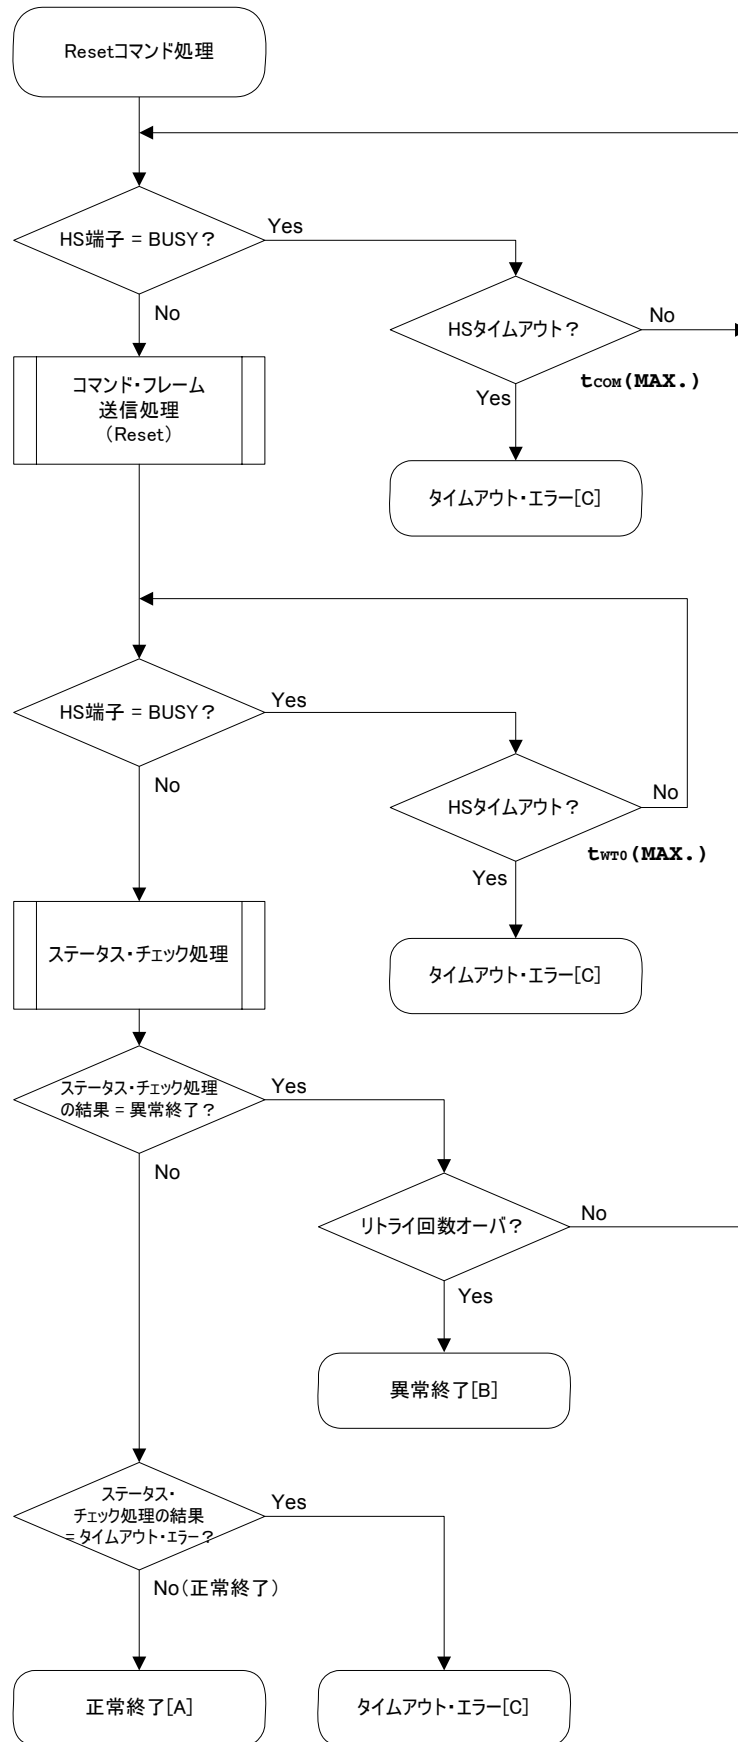 Resetコマンド処理
HS端子 = BUSY？
Yes
No
HSタイムアウト？
No
tCOM(MAX.)
Yes
コマンド・フレーム
送信処理
（Reset）
タイムアウト・エラー[C]
HS端子 = BUSY？
Yes
No
HSタイムアウト？
No
tWT0(MAX.)
Yes
ステータス・チェック処理
タイムアウト・エラー[C]
ステータス・チェック処理
の結果 = 異常終了？
Yes
No
リトライ回数オーバ？
No
Yes
異常終了[B]
ステータス・
チェック処理の結果
= タイムアウト・エラー？
Yes
No（正常終了）
正常終了[A]
タイムアウト・エラー[C]